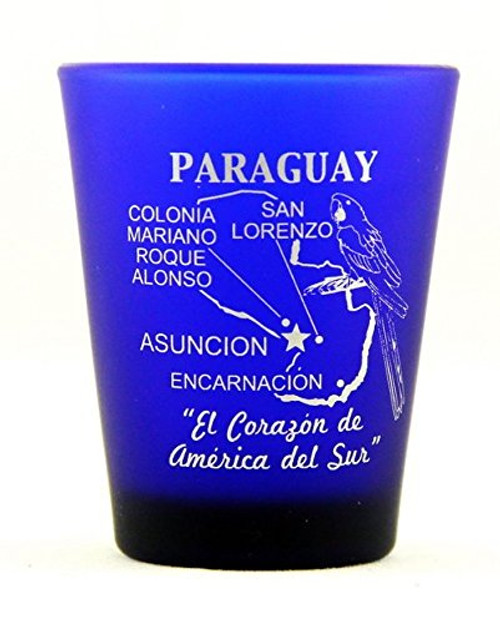 PARAGUAY
COLONIA
MARIANO
ROQUE
ALONSO
SAN
LORENZO
ASUNCION
ENCARNACIÓN
"El Corazón de
América del Sur"